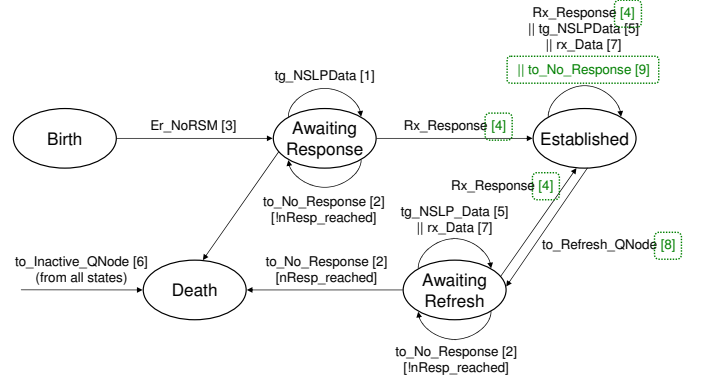 Rx_Response [4]
|| tg_NSLPData [5]
|| rx_Data [7]
|| to_No_Response [9]
tg_NSLPData [1]
Birth
Er_NoRSM [3]
Awaiting
Response
Rx_Response [4]
Established
to_No_Response [2]
[!nResp_reached]
Rx_Response [4]
tg_NSLP_Data [5]
|| rx_Data [7]
to_Refresh_QNode [8]
to_Inactive_QNode [6]
(from all states)
Death
to_No_Response [2]
[nResp_reached]
Awaiting
Refresh
to_No_Response [2]
[!nResp_reached]